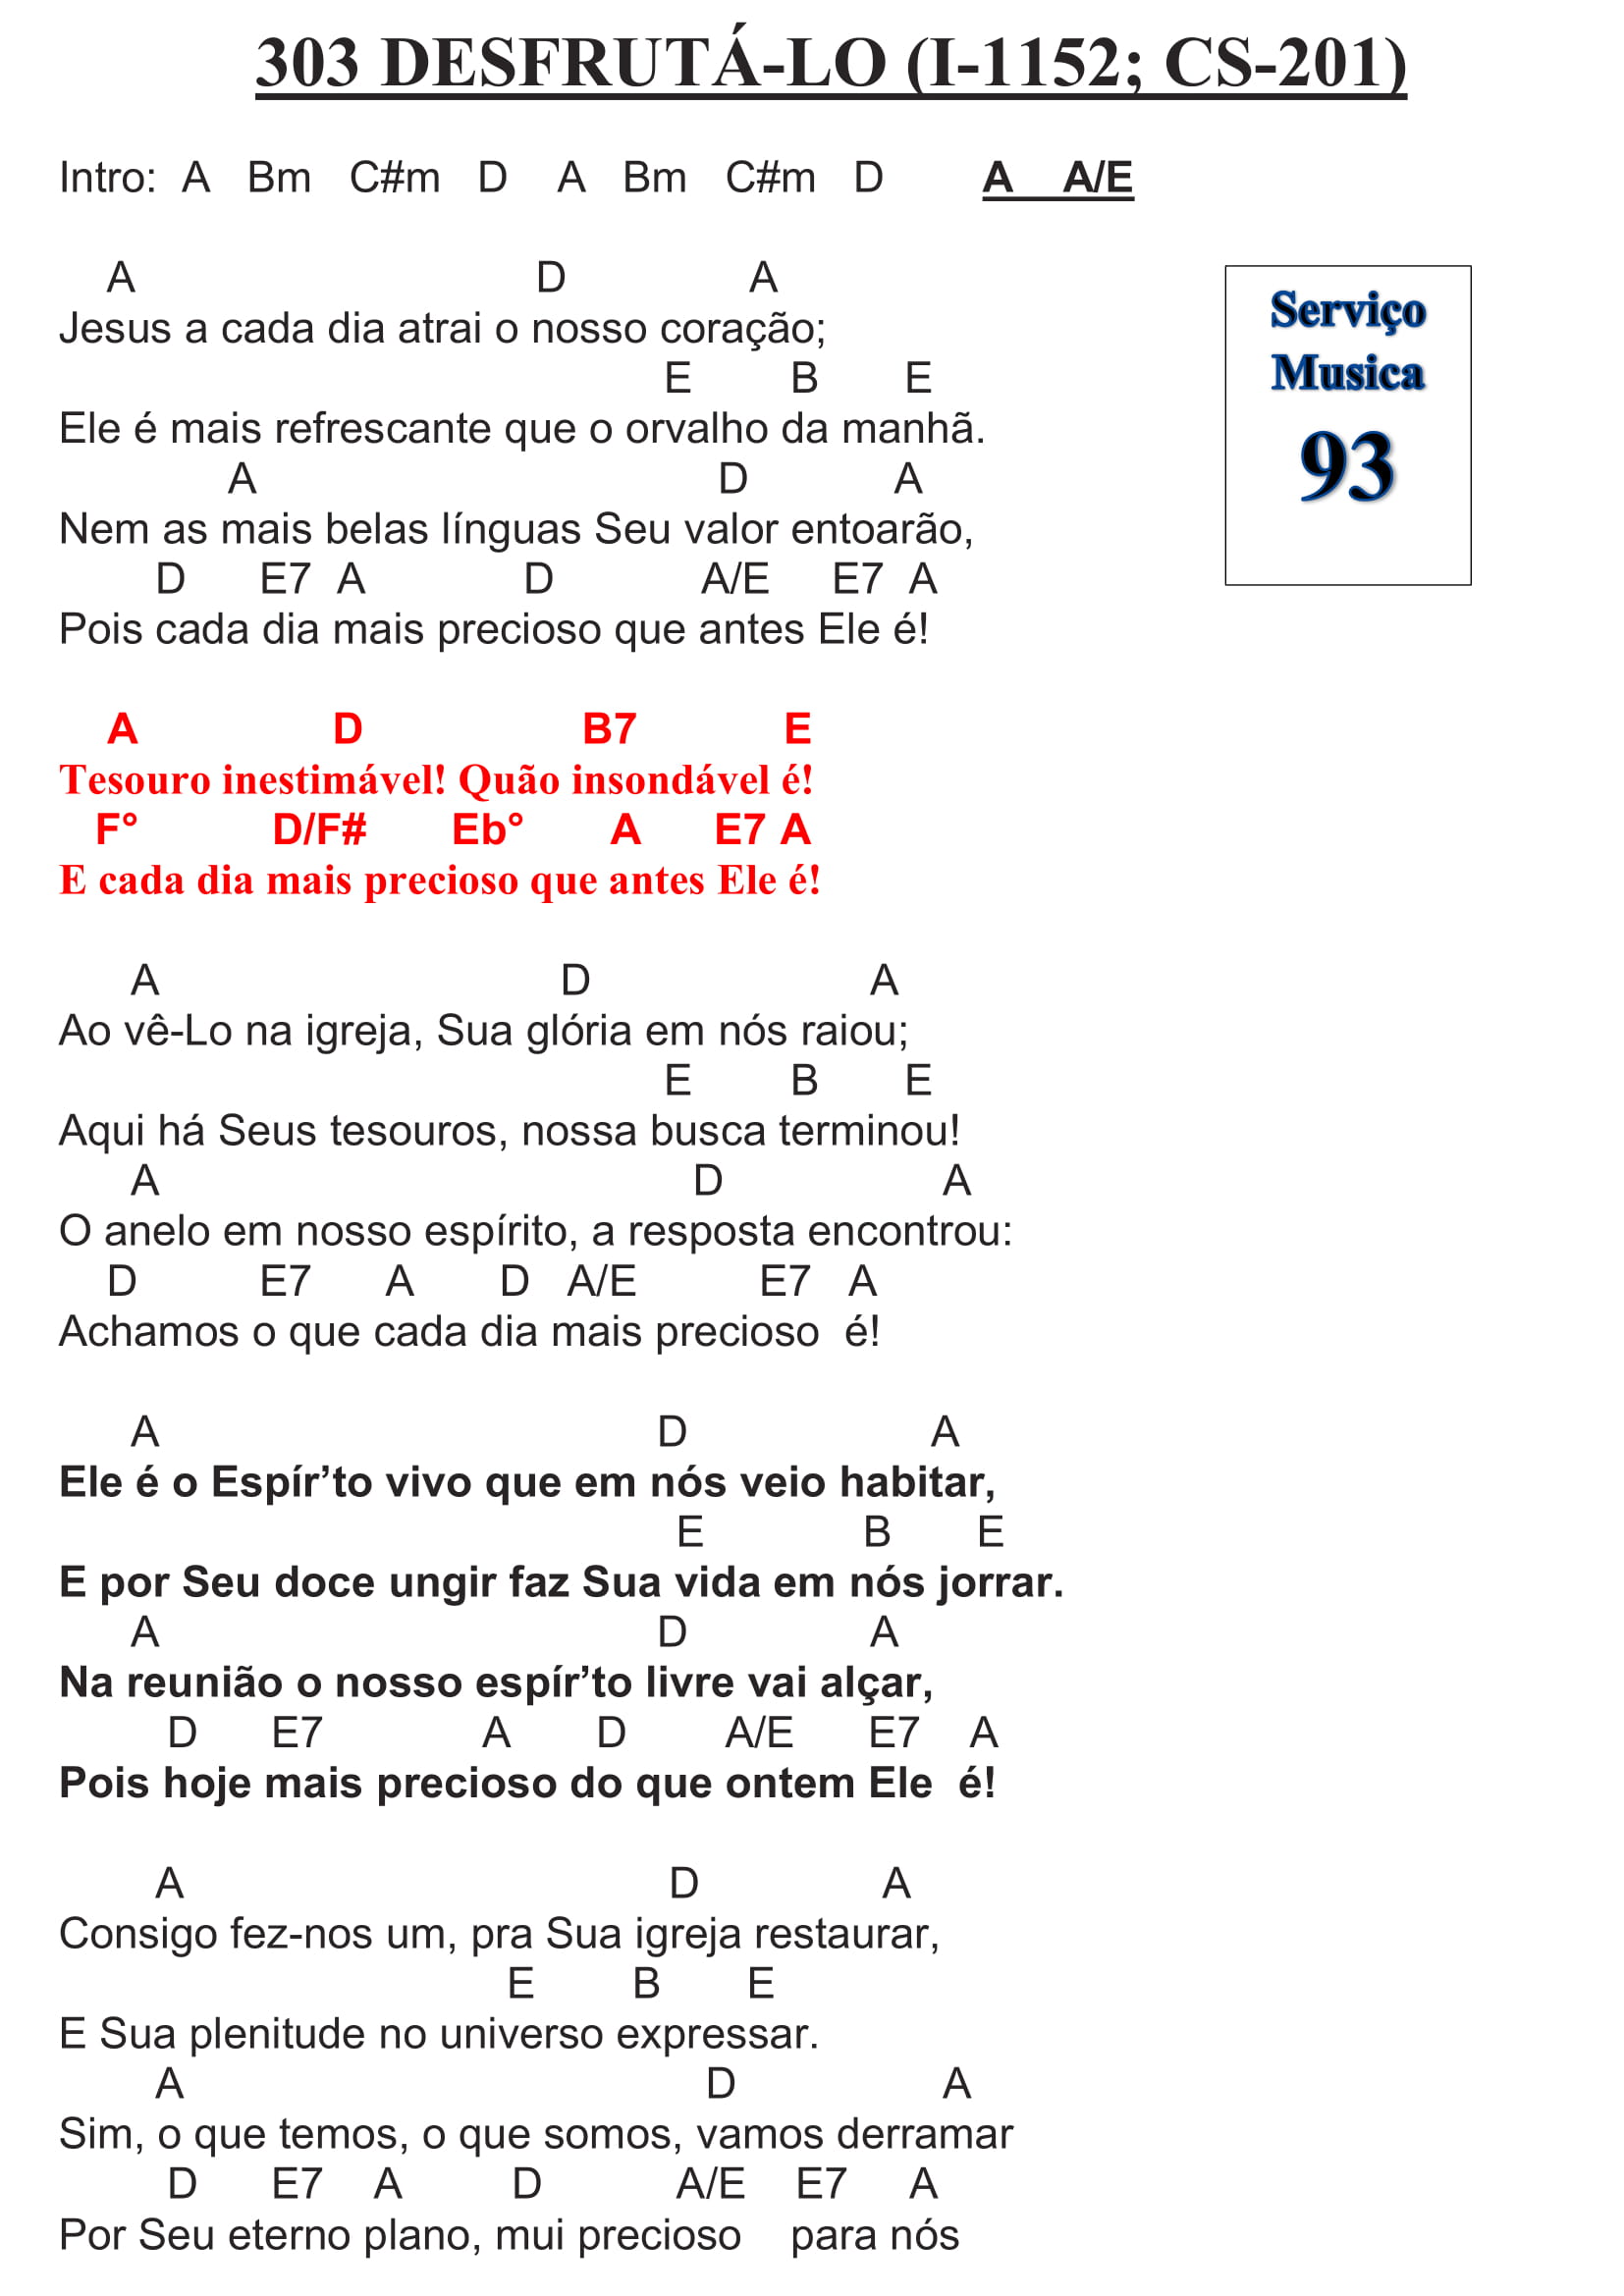 303 DESFRUTÁ-LO (I-1152; CS-201)
Intro: A Bm C#m D A Bm C#m D A A/E
A D A
Jesus a cada dia atrai o nosso coração;
E B E
Ele é mais refrescante que o orvalho da manhã.
A D A
Nem as mais belas línguas Seu valor entoarão,
D E7 A D A/E E7 A
Pois cada dia mais precioso que antes Ele é!
Serviço
Musica
93
A D B7 E
Tesouro inestimável! Quão insondável é!
F° D/F# Eb° A E7 A
E cada dia mais precioso que antes Ele é!
A D A
Ao vê-Lo na igreja, Sua glória em nós raiou;
E B E
Aqui há Seus tesouros, nossa busca terminou!
A D A
O anelo em nosso espírito, a resposta encontrou:
D E7 A D A/E E7 A
Achamos o que cada dia mais precioso é!
A D A
Ele é o Espír’to vivo que em nós veio habitar,
E B E
E por Seu doce ungir faz Sua vida em nós jorrar.
A D A
Na reunião o nosso espír’to livre vai alçar,
D E7 A D A/E E7 A
Pois hoje mais precioso do que ontem Ele é!
A D A
Consigo fez-nos um, pra Sua igreja restaurar,
E B E
E Sua plenitude no universo expressar.
A D A
Sim, o que temos, o que somos, vamos derramar
D E7 A D A/E E7 A
Por Seu eterno plano, mui precioso para nós